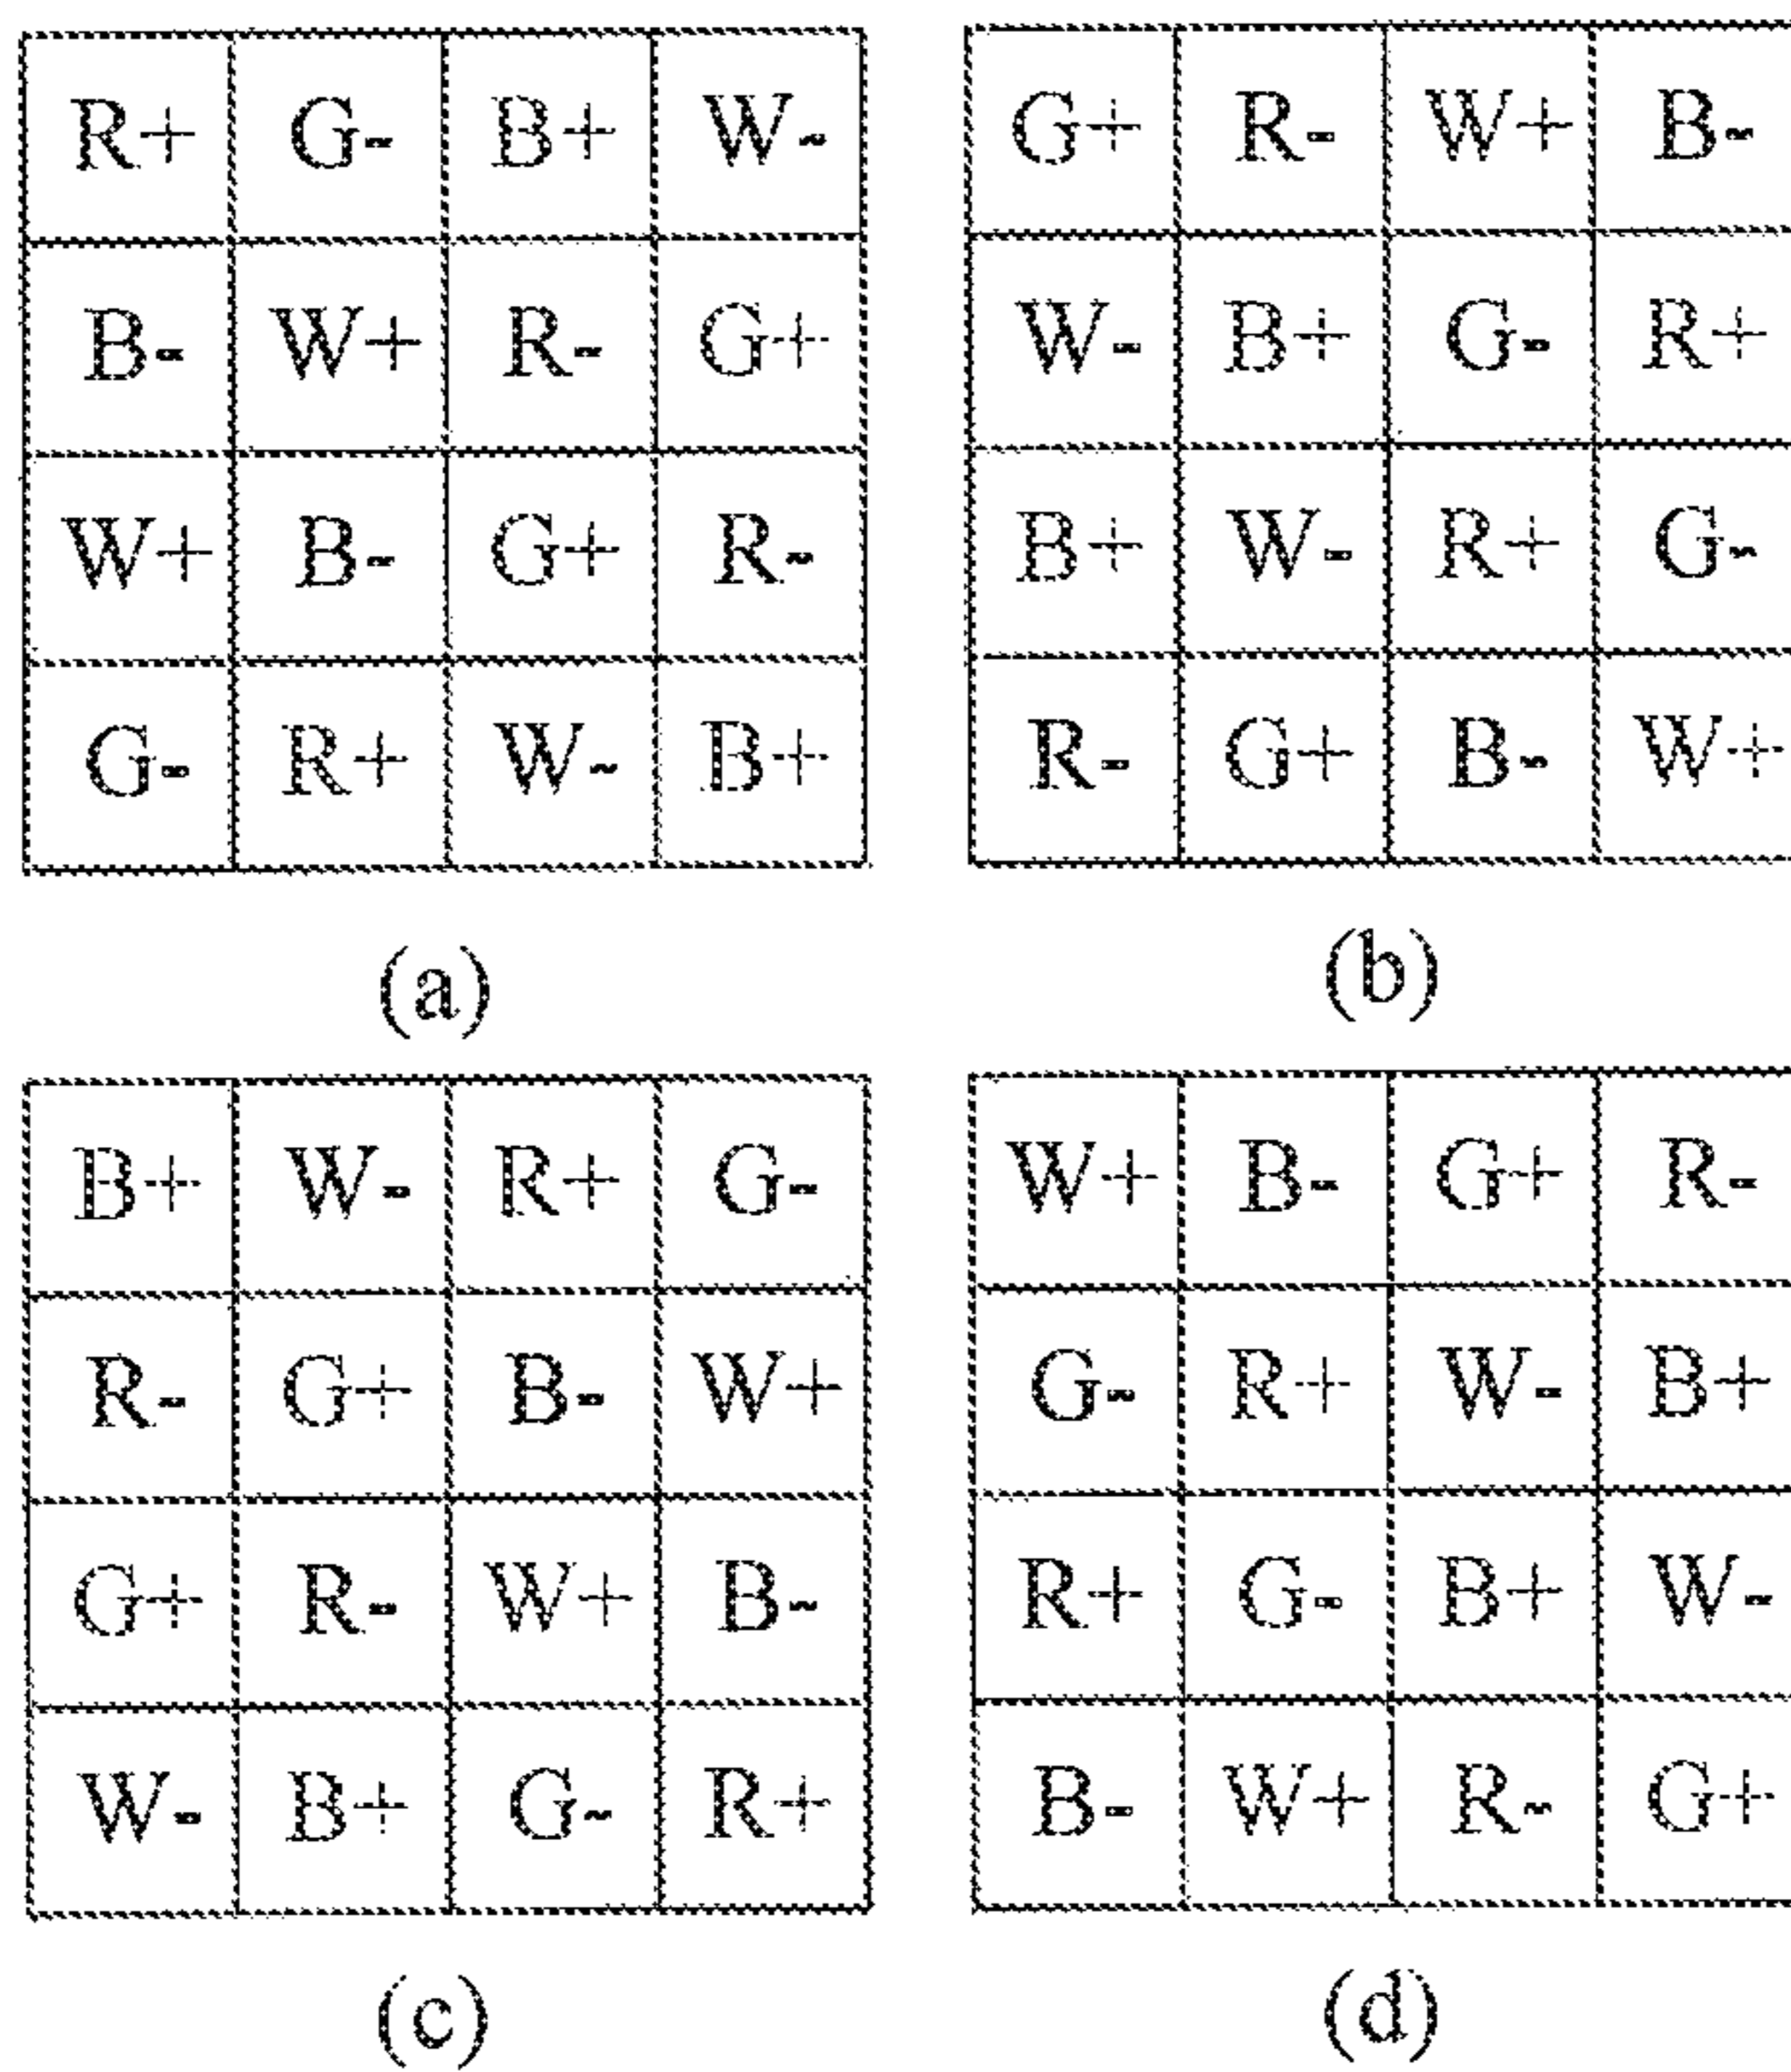 R+ G- B+ W-
B- W+ R- G+
W+ B- G+ R-
G- R+ W- B+
(a)
G+ R- W+ B-
W- B+ G- R+
B+ W- R+ G-
R- G+ B- W+
(b)
B+ W- R+ G-
R- G+ B- W+
G+ R- W+ B-
W- B+ G- R+
(c)
W+ B- G+ R-
G- R+ W- B+
R+ G- B+ W-
B- W+ R- G+
(d)